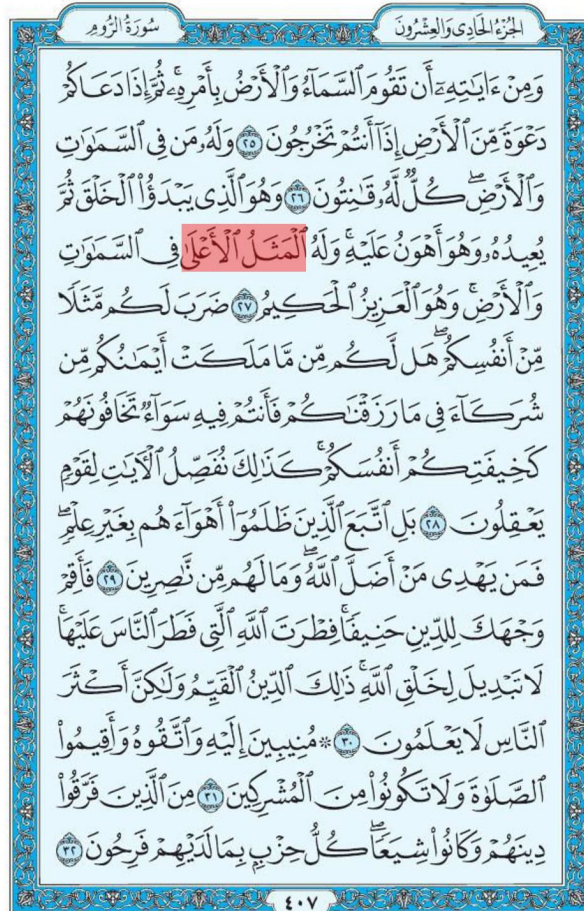 الجُزْءُ الحَادِى وَالعِشْرُونَ
سُورَةُ الرُّومِ
وَمِنْ ءَايَٰتِهِۦٓ أَن تَقُومَ ٱلسَّمَآءُ وَٱلْأَرْضُ بِأَمْرِهِۦۚ ثُمَّ إِذَا دَعَاكُمْ
دَعْوَةً مِّنَ ٱلْأَرْضِ إِذَآ أَنتُمْ تَخْرُجُونَ ٢٥ وَلَهُۥ مَن فِى ٱلسَّمَٰوَٰتِ
وَٱلْأَرْضِۖ كُلٌّ لَّهُۥ قَٰنِتُونَ ٢٦ وَهُوَ ٱلَّذِى يَبْدَؤُا۟ ٱلْخَلْقَ ثُمَّ
يُعِيدُهُۥ وَهُوَ أَهْوَنُ عَلَيْهِۚ وَلَهُ ٱلْمَثَلُ ٱلْأَعْلَىٰ فِى ٱلسَّمَٰوَٰتِ
وَٱلْأَرْضِۚ وَهُوَ ٱلْعَزِيزُ ٱلْحَكِيمُ ٢٧ ضَرَبَ لَكُم مَّثَلًا
مِّنْ أَنفُسِكُمْۖ هَل لَّكُم مِّن مَّا مَلَكَتْ أَيْمَٰنُكُم مِّن
شُرَكَآءَ فِى مَا رَزَقْنَٰكُمْ فَأَنتُمْ فِيهِ سَوَآءٌ تَخَافُونَهُمْ
كَخِيفَتِكُمْ أَنفُسَكُمْۚ كَذَٰلِكَ نُفَصِّلُ ٱلْءَايَٰتِ لِقَوْمٍ
يَعْقِلُونَ ٢٨ بَلِ ٱتَّبَعَ ٱلَّذِينَ ظَلَمُوٓا۟ أَهْوَآءَهُم بِغَيْرِ عِلْمٍۖ
فَمَن يَهْدِى مَنْ أَضَلَّ ٱللَّهُۖ وَمَا لَهُم مِّن نَّٰصِرِينَ ٢٩ فَأَقِمْ
وَجْهَكَ لِلدِّينِ حَنِيفًاۚ فِطْرَتَ ٱللَّهِ ٱلَّتِى فَطَرَ ٱلنَّاسَ عَلَيْهَاۚ
لَا تَبْدِيلَ لِخَلْقِ ٱللَّهِۚ ذَٰلِكَ ٱلدِّينُ ٱلْقَيِّمُ وَلَٰكِنَّ أَكْثَرَ
ٱلنَّاسِ لَا يَعْلَمُونَ ٣٠ ۞ مُنِيبِينَ إِلَيْهِ وَٱتَّقُوهُ وَأَقِيمُوا۟
ٱلصَّلَوٰةَ وَلَا تَكُونُوا۟ مِنَ ٱلْمُشْرِكِينَ ٣١ مِنَ ٱلَّذِينَ فَرَّقُوا۟
دِينَهُمْ وَكَانُوا۟ شِيَعًاۖ كُلُّ حِزْبٍۭ بِمَا لَدَيْهِمْ فَرِحُونَ ٣٢
٤٠٧